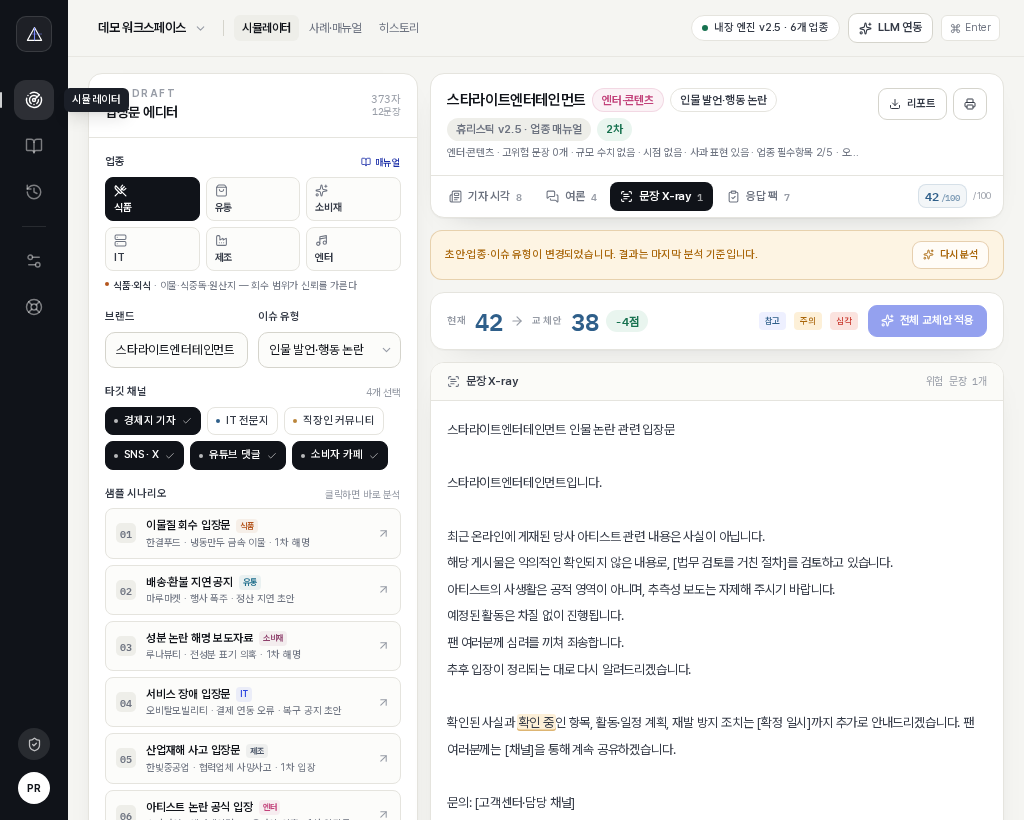 데모 워크스페이스
시뮬레이터
사례·매뉴얼
히스토리
내장 엔진 v2.5 · 6개 업종
LLM 연동
⌘ Enter
시뮬레이터
DRAFT
입장문 에디터
373자
12문장
업종
매뉴얼
식품
유통
소비재
IT
제조
엔터
식품·외식 · 이물·식중독·원산지 — 회수 범위가 신뢰를 가른다
브랜드
이슈 유형
스타라이트엔터테인먼트
인물 발언·행동 논란
타깃 채널
4개 선택
경제지 기자
IT 전문지
직장인 커뮤니티
SNS · X
유튜브 댓글
소비자 카페
샘플 시나리오
클릭하면 바로 분석
01
이물질 회수 입장문 식품
한결푸드 · 냉동만두 금속 이물 · 1차 해명
02
배송·환불 지연 공지 유통
마루마켓 · 행사 폭주 · 정산 지연 초안
03
성분 논란 해명 보도자료 소비재
루나뷰티 · 전성분 표기 의혹 · 1차 해명
04
서비스 장애 입장문 IT
오비탈모빌리티 · 결제 연동 오류 · 복구 공지 초안
05
산업재해 사고 입장문 제조
한빛중공업 · 협력업체 사망사고 · 1차 입장
06
아티스트 논란 공식 입장 엔터
PR
스타라이트엔터테인먼트
엔터·콘텐츠
인물 발언·행동 논란
휴리스틱 v2.5 · 업종 매뉴얼
2차
엔터·콘텐츠 · 고위험 문장 0개 · 규모 수치 없음 · 시점 없음 · 사과 표현 있음 · 업종 필수항목 2/5 · 오...
리포트
기자 시각 8
여론 4
문장 X-ray 1
응답 팩 7
42 /100
/100
초안·업종·이슈 유형이 변경되었습니다. 결과는 마지막 분석 기준입니다.
다시 분석
현재 42 → 교체안 38 -4점
참고
주의
심각
전체 교체안 적용
문장 X-ray
위험 문장 1개
스타라이트엔터테인먼트 인물 논란 관련 입장문
스타라이트엔터테인먼트입니다.
최근 온라인에 게재된 당사 아티스트 관련 내용은 사실이 아닙니다.
해당 게시물은 악의적인 확인되지 않은 내용으로, [법무 검토를 거친 절차]를 검토하고 있습니다.
아티스트의 사생활은 공적 영역이 아니며, 추측성 보도는 자제해 주시기 바랍니다.
예정된 활동은 차질 없이 진행됩니다.
팬 여러분께 심려를 끼쳐 죄송합니다.
추후 입장이 정리되는 대로 다시 알려드리겠습니다.
확인된 사실과 확인 중인 항목, 활동·일정 계획, 재발 방지 조치는 [확정 일시]까지 추가로 안내드리겠습니다. 팬
여러분께는 [채널]을 통해 계속 공유하겠습니다.
문의: [고객센터·담당 채널]